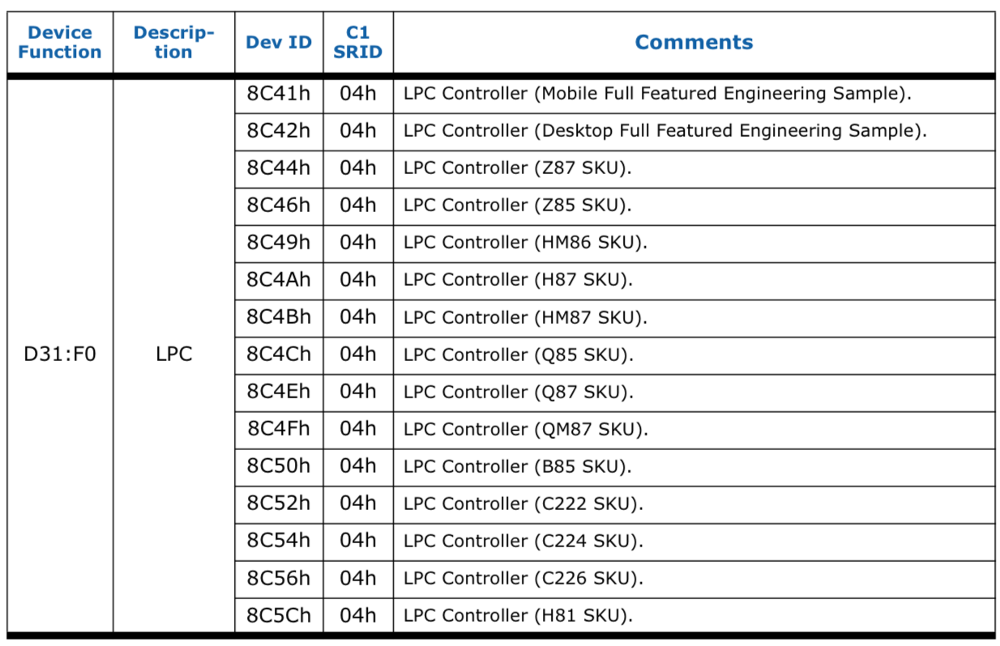 Device Function Descrip-tion Dev ID C1 SRID Comments
D31:F0 LPC
8C41h 04h LPC Controller (Mobile Full Featured Engineering Sample).
8C42h 04h LPC Controller (Desktop Full Featured Engineering Sample).
8C44h 04h LPC Controller (Z87 SKU).
8C46h 04h LPC Controller (Z85 SKU).
8C49h 04h LPC Controller (HM86 SKU).
8C4Ah 04h LPC Controller (H87 SKU).
8C4Bh 04h LPC Controller (HM87 SKU).
8C4Ch 04h LPC Controller (Q85 SKU).
8C4Eh 04h LPC Controller (Q87 SKU).
8C4Fh 04h LPC Controller (QM87 SKU).
8C50h 04h LPC Controller (B85 SKU).
8C52h 04h LPC Controller (C222 SKU).
8C54h 04h LPC Controller (C224 SKU).
8C56h 04h LPC Controller (C226 SKU).
8C5Ch 04h LPC Controller (H81 SKU).